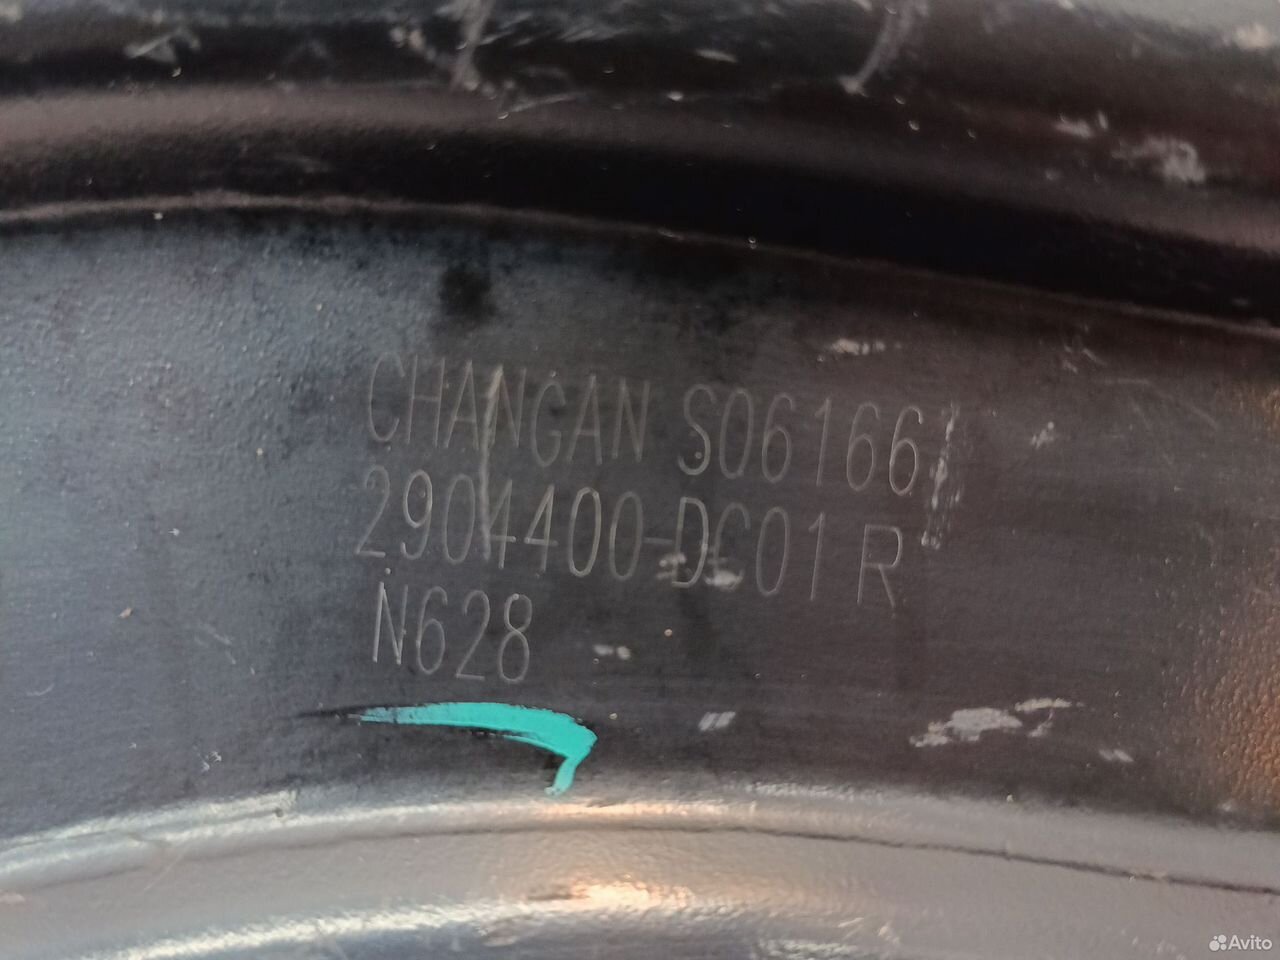 CHANGAN S06166
2904400-DC01 R
N628
Avito